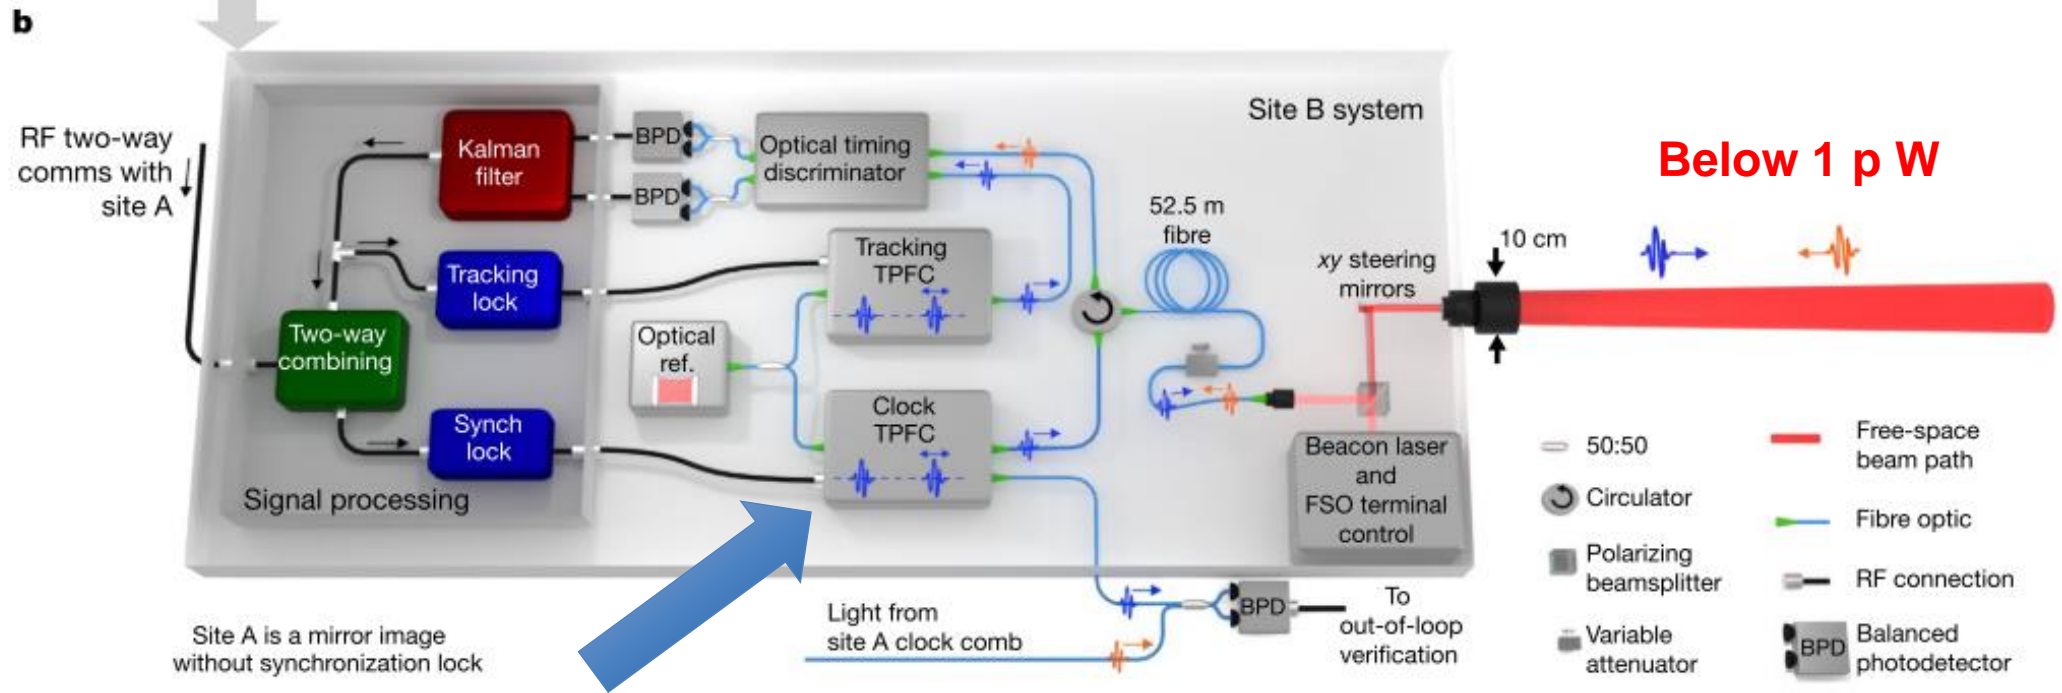 b
RF two-way
comms with
site A
Kalman
filter
BPD
BPD
Optical timing
discriminator
Site B system
Below 1 p W
Tracking
lock
Tracking
TPFC
52.5 m
fibre
xy steering
mirrors
10 cm
Two-way
combining
Optical
ref.
Synch
lock
Clock
TPFC
Signal processing
Beacon laser
and
FSO terminal
control
50:50
Circulator
Polarizing
beamsplitter
Variable
attenuator
Free-space
beam path
Fibre optic
RF connection
BPD
Balanced
photodetector
Site A is a mirror image
without synchronization lock
Light from
site A clock comb
BPD
To
out-of-loop
verification